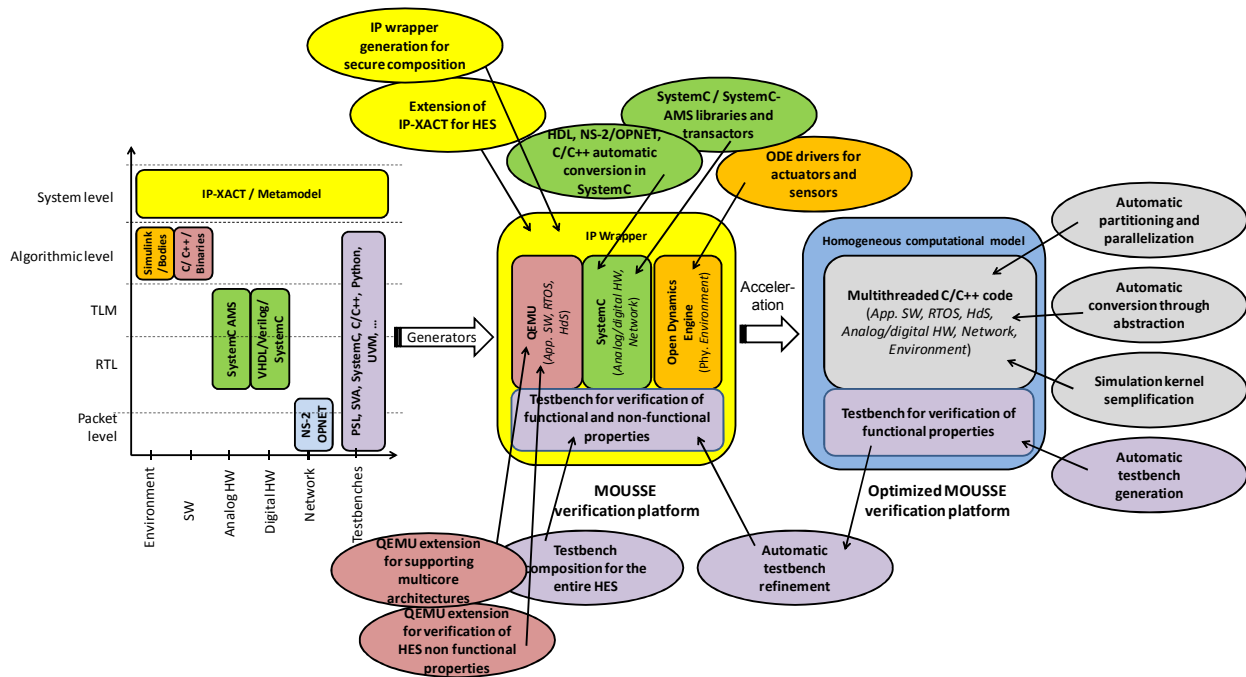 IP wrapper
generation for
secure composition
Extension of
IP-XACT for HES
SystemC / SystemC-
AMS libraries and
transactors
HDL, NS-2/OPNET,
C/C++ automatic
conversion in
SystemC
ODE drivers for
actuators and
sensors
System level
Algorithmic level
TLM
RTL
Packet
level
IP-XACT / Metamodel
Simulink
/Bodies
C/ C++/
Binaries
SystemC AMS
VHDL/Verilog/
SystemC
NS-2
OPNET
PSL, SVA, SystemC, C/C++, Python,
UVM, ...
Environment
SW
Analog HW
Digital HW
Network
Testbenches
Generators
IP Wrapper
QEMU
(App. SW, RTOS,
HdS)
SystemC
(Analog/digital HW,
Network)
Open Dynamics
Engine
(Phy. Environment)
Testbench for verification of
functional and non-functional
properties
MOUSSE
verification platform
Acceler-
ation
Homogeneous computational model
Multithreaded C/C++ code
(App. SW, RTOS, HdS,
Analog/digital HW, Network,
Environment)
Testbench for verification of
functional properties
Optimized MOUSSE
verification platform
Automatic
partitioning and
parallelization
Automatic
conversion through
abstraction
Simulation kernel
semplification
Automatic
testbench
generation
QEMU extension
for supporting
multicore
architectures
Testbench
composition for the
entire HES
Automatic
testbench
refinement
QEMU extension
for verification of
HES non functional
properties